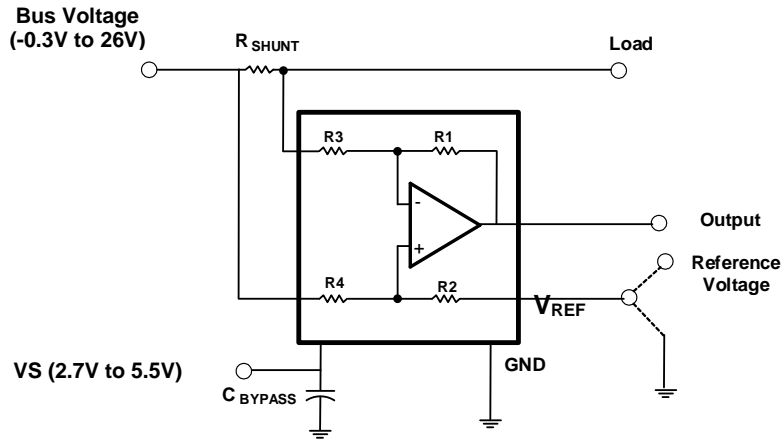 Bus Voltage
(-0.3V to 26V)
R SHUNT
Load
R3
R1
-
+
Output
Reference
Voltage
R4
R2
VREF
VS (2.7V to 5.5V)
GND
C BYPASS